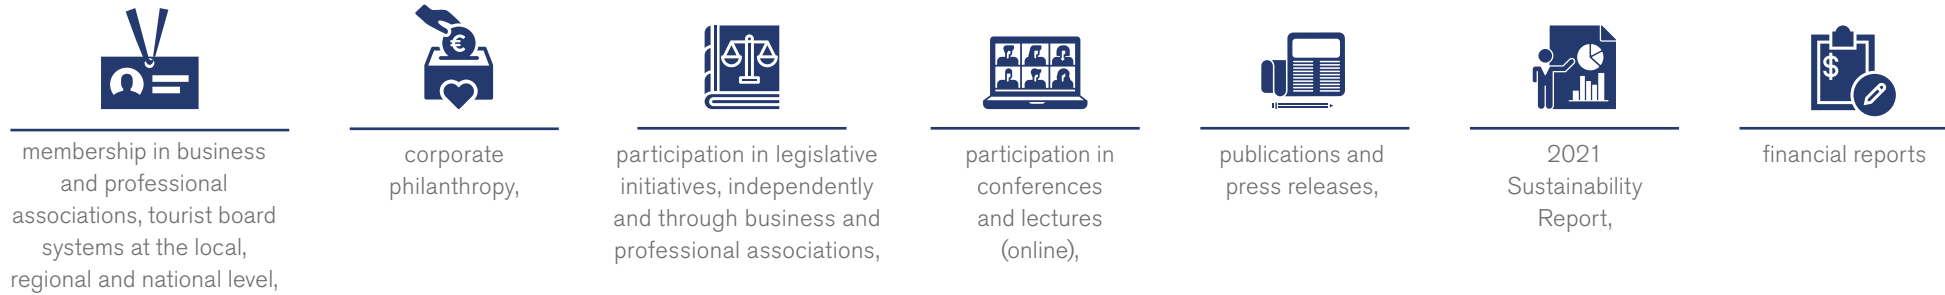 €
$
membership in business
and professional
associations, tourist board
systems at the local,
regional and national level,
corporate
philanthropy,
participation in legislative
initiatives, independently
and through business and
professional associations,
participation in
conferences
and lectures
(online),
publications and
press releases,
2021
Sustainability
Report,
financial reports